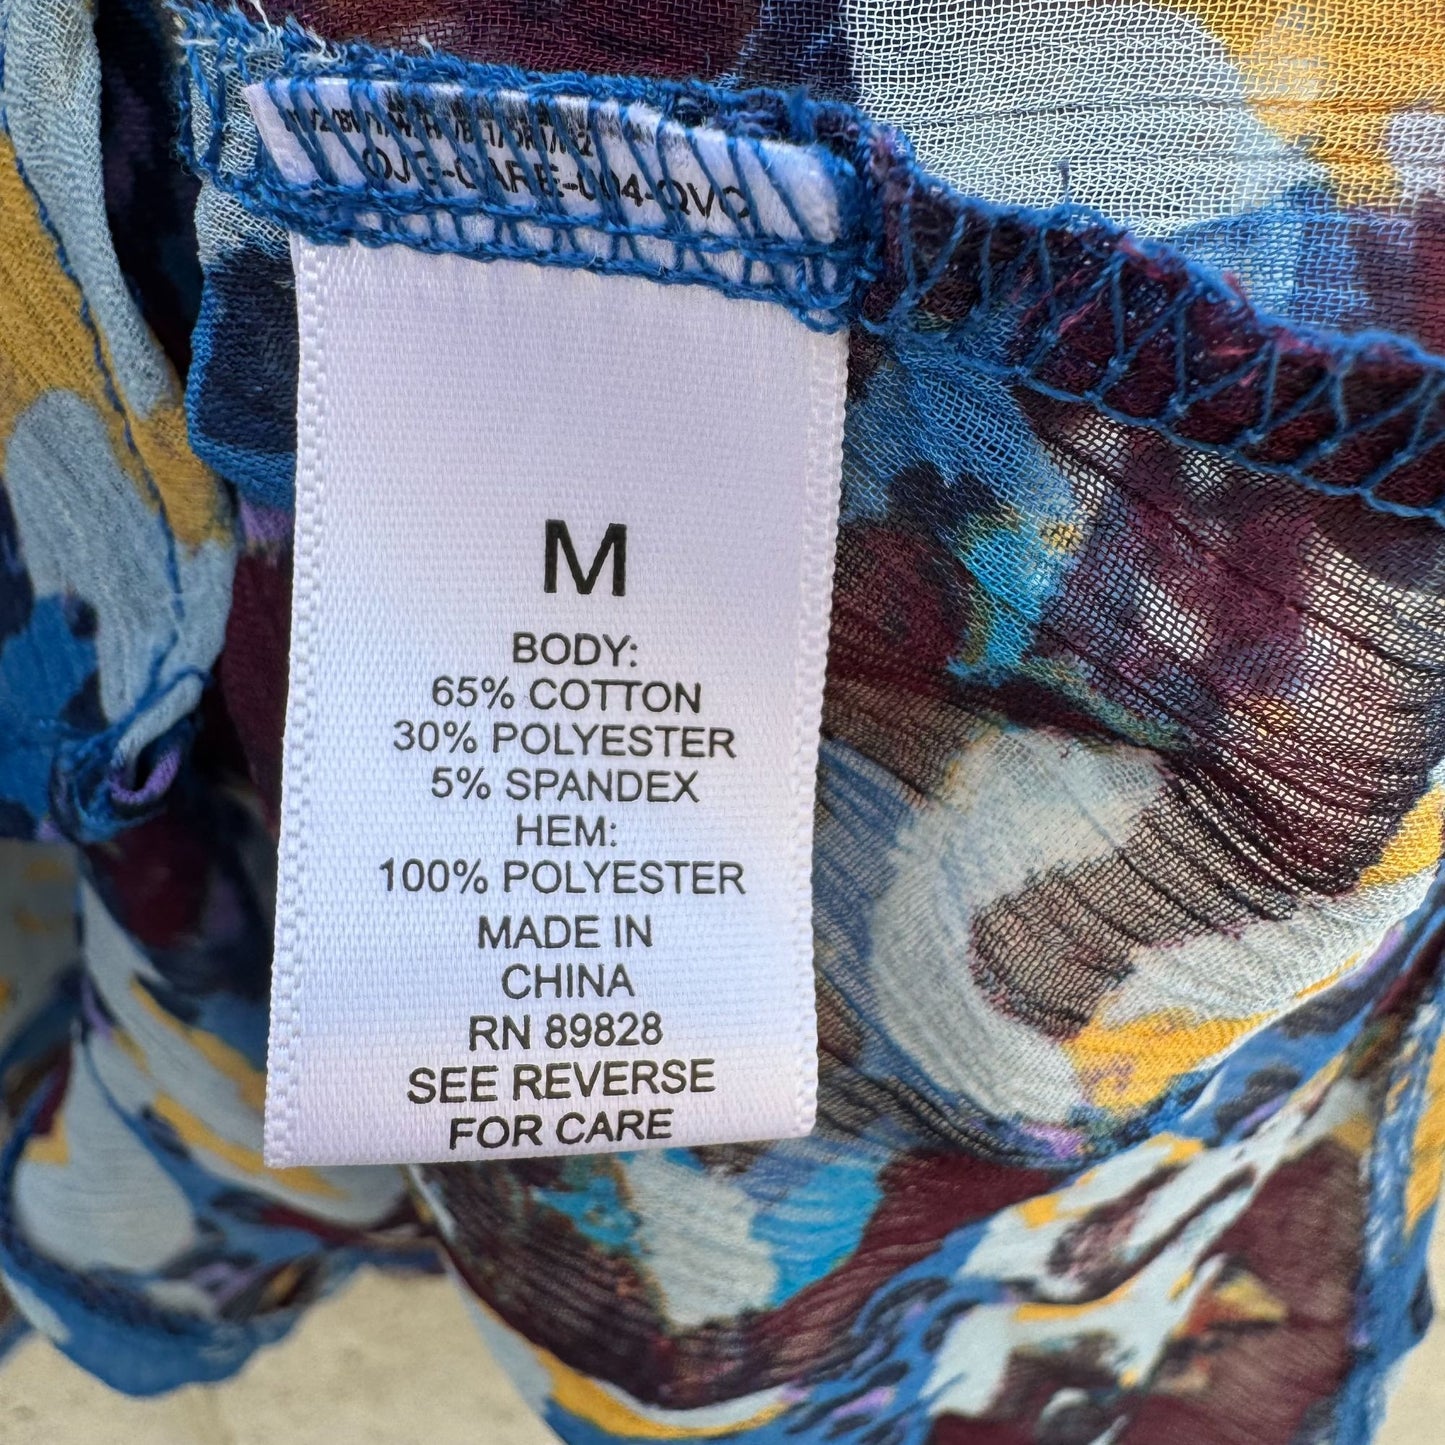 M
BODY:
65% COTTON
30% POLYESTER
5% SPANDEX
HEM:
100% POLYESTER
MADE IN
CHINA
RN 89828
SEE REVERSE
FOR CARE